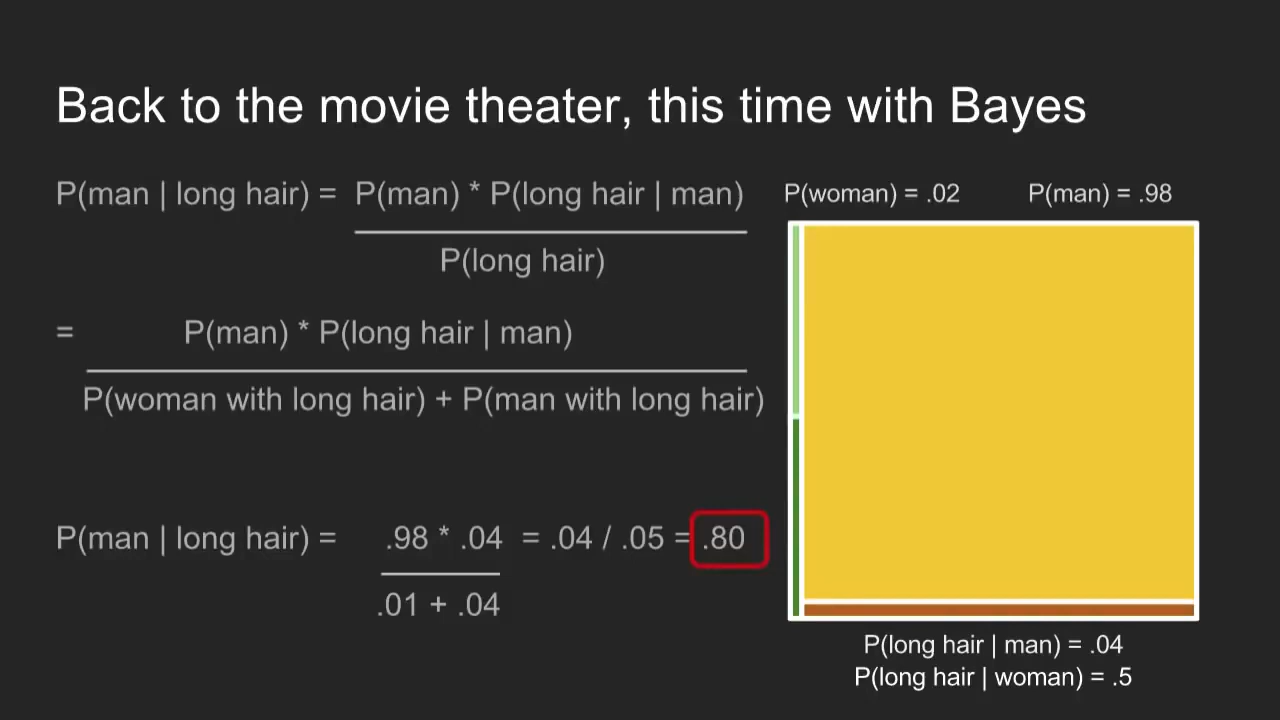 Back to the movie theater, this time with Bayes
P(man | long hair) = P(man) * P(long hair | man)
P(long hair)
= P(man) * P(long hair | man)
P(woman with long hair) + P(man with long hair)
P(man | long hair) = .98 * .04 = .04 / .05 = .80
.01 + .04
P(woman) = .02 P(man) = .98
P(long hair | man) = .04
P(long hair | woman) = .5